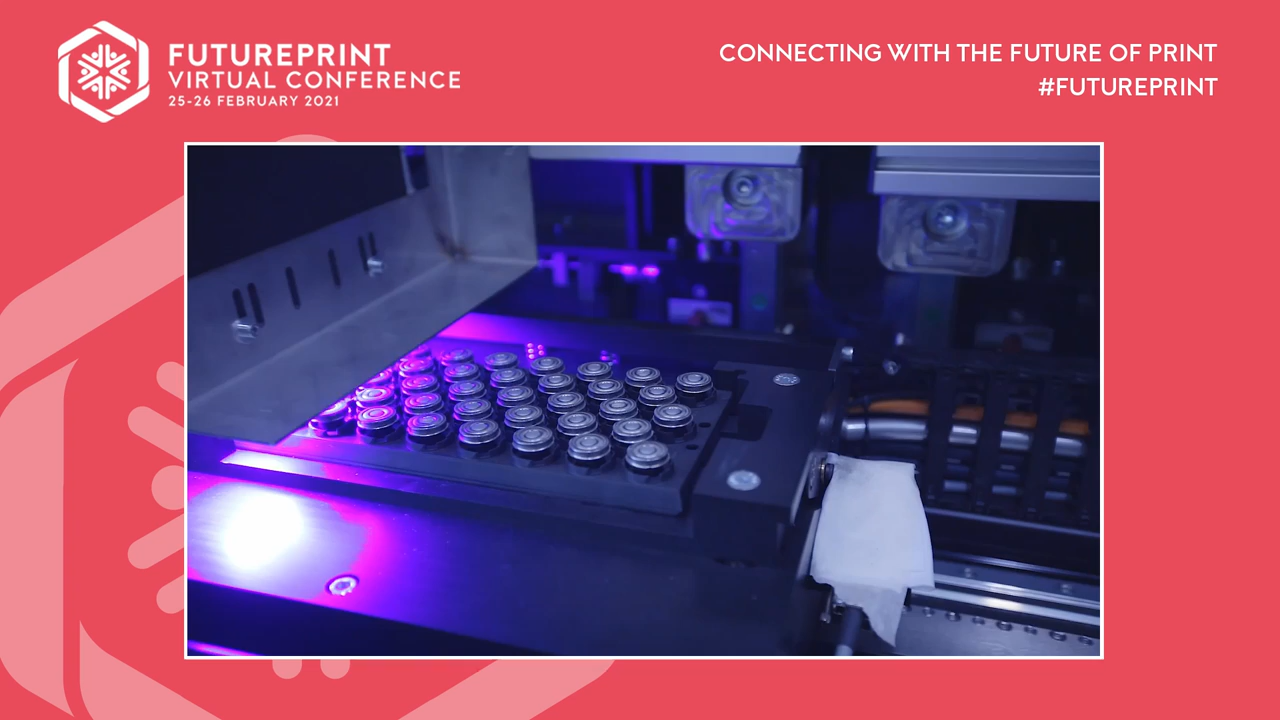 FUTUREPRINT
VIRTUAL CONFERENCE
25-26 FEBRUARY 2021
CONNECTING WITH THE FUTURE OF PRINT
#FUTUREPRINT